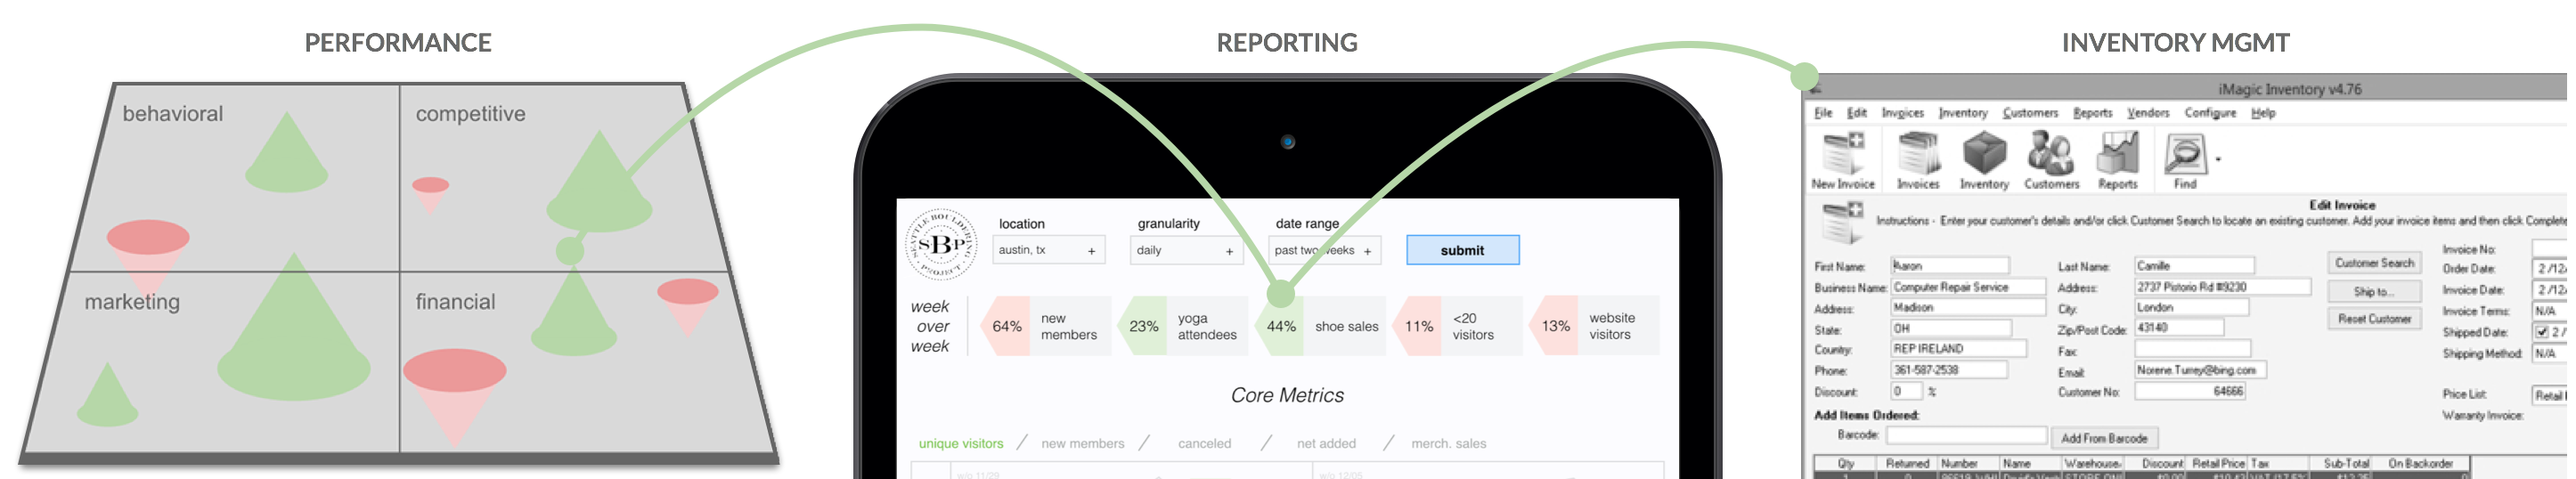 PERFORMANCE
behavioral
competitive
marketing
financial
REPORTING
SEATTLE BOULDERING
SBP
PROJECT
location
granularity
date range
austin, tx +
daily +
past two weeks +
submit
week
over
week
64% new members
23% yoga attendees
44% shoe sales
11% <20 visitors
13% website visitors
Core Metrics
unique visitors / new members / canceled / net added / merch. sales
w/o 11/29
w/o 12/05
INVENTORY MGMT
iMagic Inventory v4.76
File Edit Invoices Inventory Customers Reports Vendors Configure Help
New Invoice Invoices Inventory Customers Reports Find
Edit Invoice
Instructions - Enter your customer's details and/or click Customer Search to locate an existing customer. Add your invoice items and then click Complete
First Name: Aaron
Business Name: Computer Repair Service
Address: Madison
State: OH
Country: REP IRELAND
Phone: 361-587-2538
Discount: 0 %
Last Name: Camille
Address: 2737 Pistorio Rd #9230
City: London
Zip/Post Code: 43140
Fax:
Email: Norene.Turney@bing.com
Customer No: 64666
Customer Search
Ship to...
Reset Customer
Invoice No:
Order Date: 2 /12/
Invoice Date: 2 /12/
Invoice Terms: N/A
Shipped Date: 2 /
Shipping Method: N/A
Price List: Retail
Warranty Invoice:
Add Items Ordered:
Barcode:
Add From Barcode
Qty Returned Number Name Warehouse Discount Retail Price Tax Sub-Total On Backorder